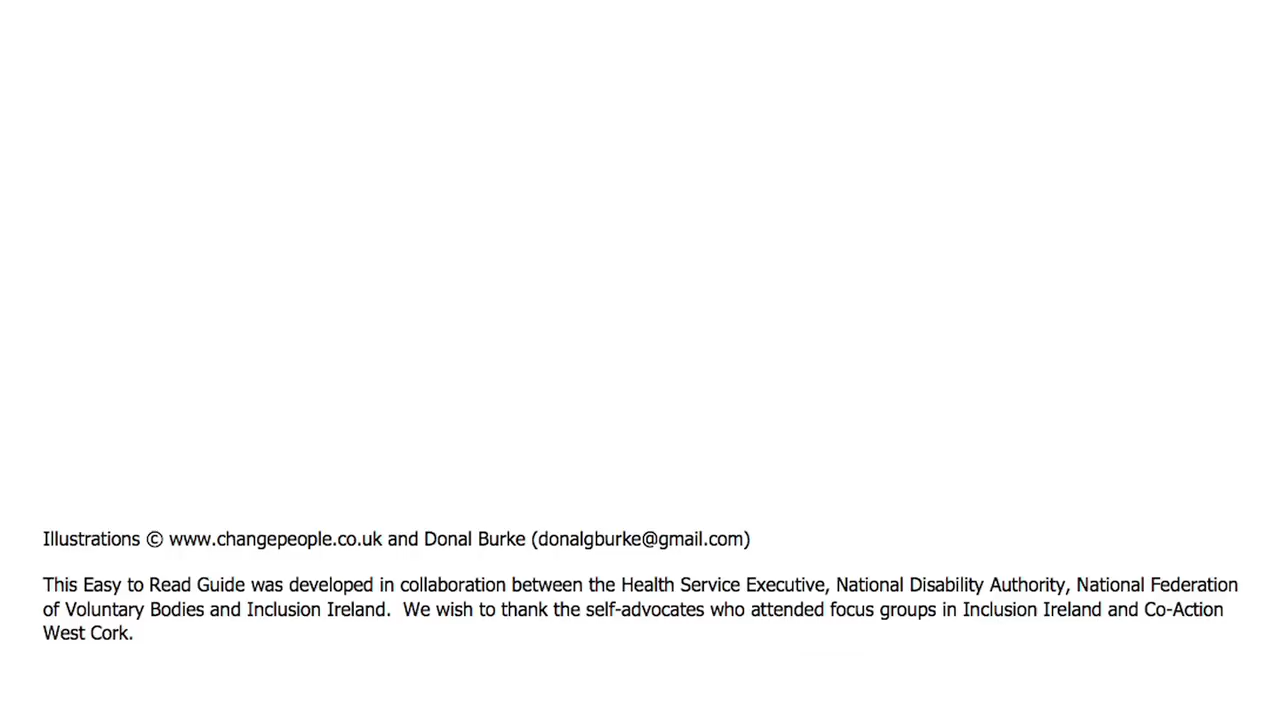 Illustrations © www.changepeople.co.uk and Donal Burke (donalgburke@gmail.com)
This Easy to Read Guide was developed in collaboration between the Health Service Executive, National Disability Authority, National Federation
of Voluntary Bodies and Inclusion Ireland.  We wish to thank the self-advocates who attended focus groups in Inclusion Ireland and Co-Action
West Cork.